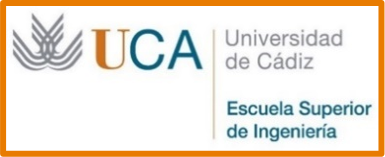 UCA
Universidad
de Cádiz
Escuela Superior
de Ingeniería